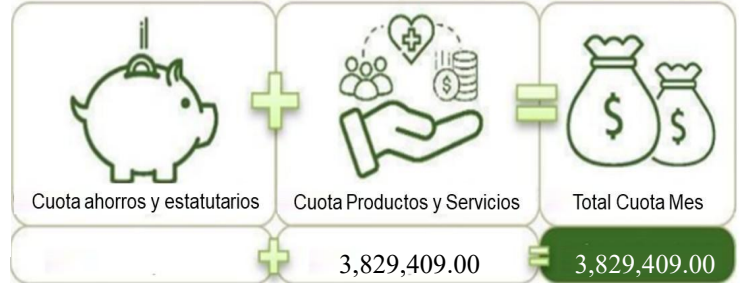 Cuota ahorros y estatutarios
Cuota Productos y Servicios
Total Cuota Mes
3,829,409.00
3,829,409.00